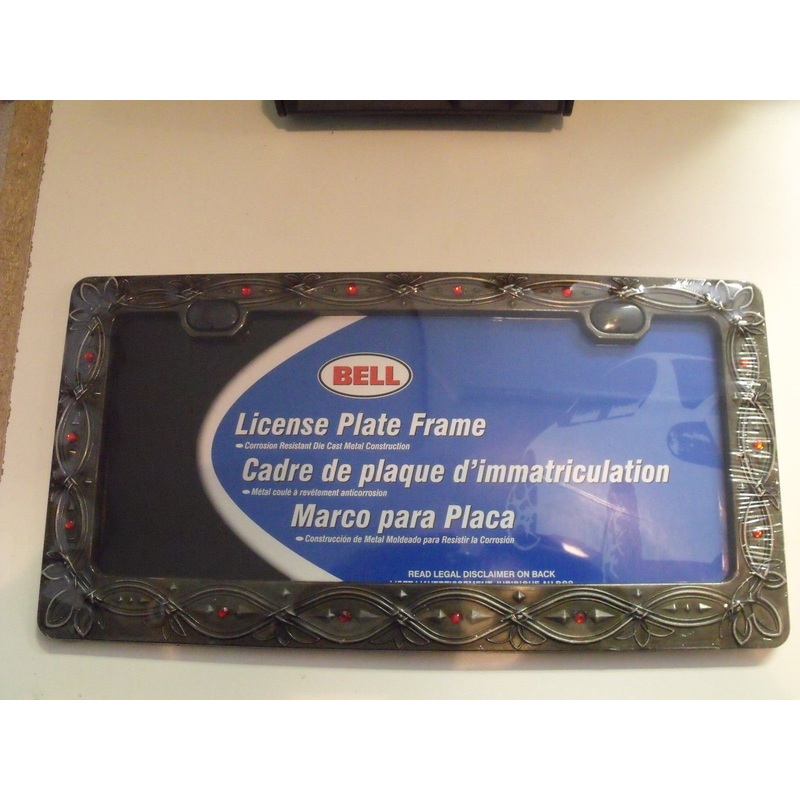 BELL
License Plate Frame
Corrosion Resistant Die Cast Metal Construction
Cadre de plaque d'immatriculation
Métal coulé à revêtement anticorrosion
Marco para Placa
Construcción de Metal Moldeado para Resistir la Corrosión
READ LEGAL DISCLAIMER ON BACK